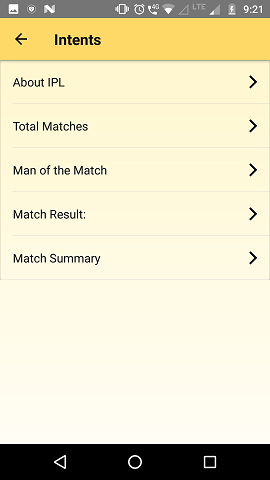 4G
LTE
9:21
Intents
About IPL
Total Matches
Man of the Match
Match Result:
Match Summary